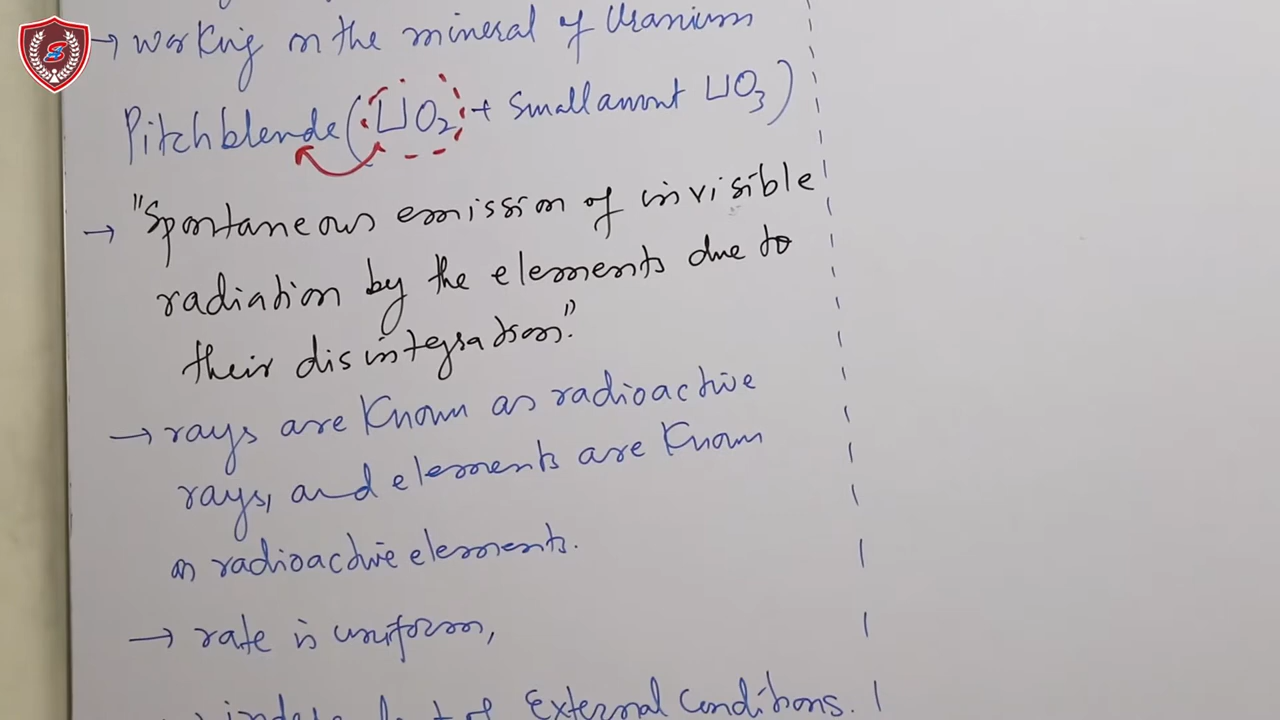 → working on the mineral of Uranium
Pitchblende (UO2 + small amount UO3)
→ "Spontaneous emission of invisible
radiation by the elements due to
their disintegration."
→ rays are known as radioactive
rays, and elements are known
as radioactive elements.
→ rate is uniform,
of External Conditions.